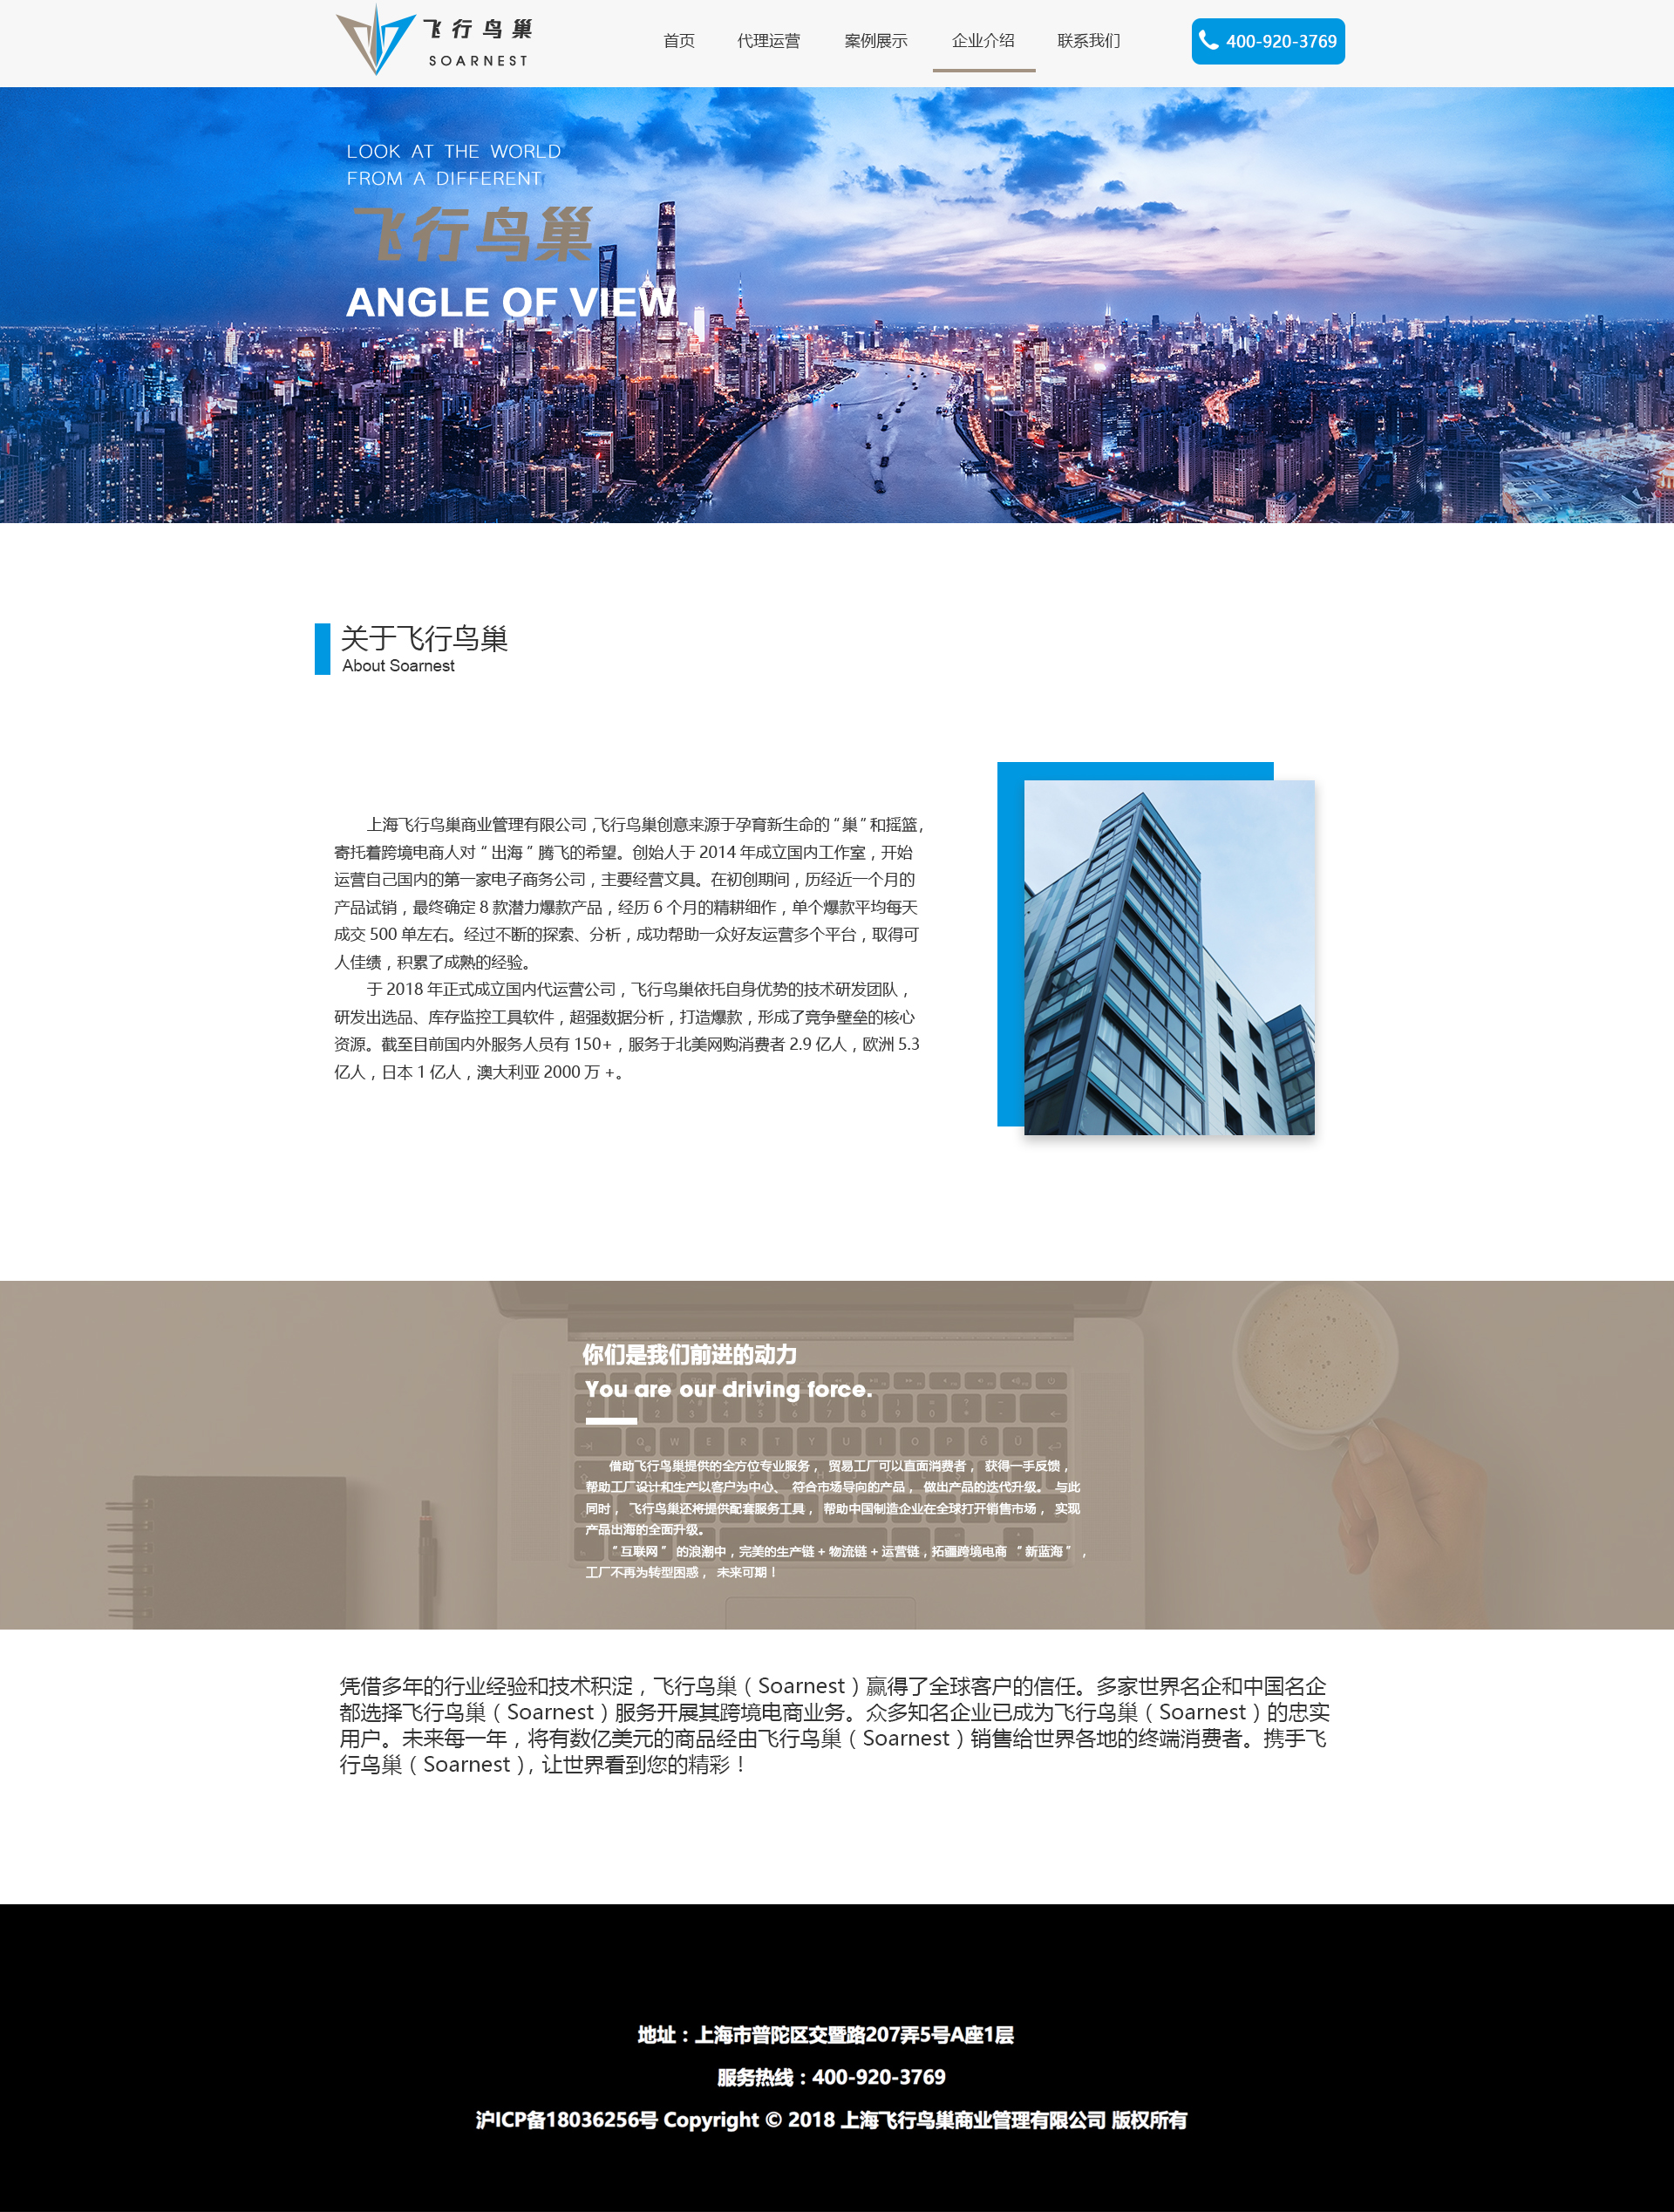 飞行鸟巢
SOARNEST
首页 代理运营 案例展示 企业介绍 联系我们
400-920-3769
LOOK AT THE WORLD
FROM A DIFFERENT
飞行鸟巢
ANGLE OF VIEW
关于飞行鸟巢
About Soarnest
上海飞行鸟巢商业管理有限公司,飞行鸟巢创意来源于孕育新生命的"巢"和摇篮,
寄托着跨境电商人对"出海"腾飞的希望。创始人于 2014 年成立国内工作室，开始
运营自己国内的第一家电子商务公司，主要经营文具。在初创期间，历经近一个月的
产品试销，最终确定 8 款潜力爆款产品，经历 6 个月的精耕细作，单个爆款平均每天
成交 500 单左右。经过不断的探索、分析，成功帮助一众好友运营多个平台，取得可
人佳绩，积累了成熟的经验。
于 2018 年正式成立国内代运营公司，飞行鸟巢依托自身优势的技术研发团队，
研发出选品、库存监控工具软件，超强数据分析，打造爆款，形成了竞争壁垒的核心
资源。截至目前国内外服务人员有 150+，服务于北美网购消费者 2.9 亿人，欧洲 5.3
亿人，日本 1 亿人，澳大利亚 2000 万 +。
你们是我们前进的动力
You are our driving force.
借助飞行鸟巢提供的全方位专业服务， 贸易工厂可以直面消费者， 获得一手反馈，
帮助工厂设计和生产以客户为中心、 符合市场导向的产品， 做出产品的迭代升级。 与此
同时， 飞行鸟巢还将提供配套服务工具， 帮助中国制造企业在全球打开销售市场， 实现
产品出海的全面升级。
“互联网” 的浪潮中，完美的生产链 + 物流链 + 运营链，拓疆跨境电商 “新蓝海”，
工厂不再为转型困惑， 未来可期！
凭借多年的行业经验和技术积淀，飞行鸟巢（Soarnest）赢得了全球客户的信任。多家世界名企和中国名企
都选择飞行鸟巢（Soarnest）服务开展其跨境电商业务。众多知名企业已成为飞行鸟巢（Soarnest）的忠实
用户。未来每一年，将有数亿美元的商品经由飞行鸟巢（Soarnest）销售给世界各地的终端消费者。携手飞
行鸟巢（Soarnest），让世界看到您的精彩！
地址：上海市普陀区交暨路207弄5号A座1层
服务热线：400-920-3769
沪ICP备18036256号 Copyright © 2018 上海飞行鸟巢商业管理有限公司 版权所有